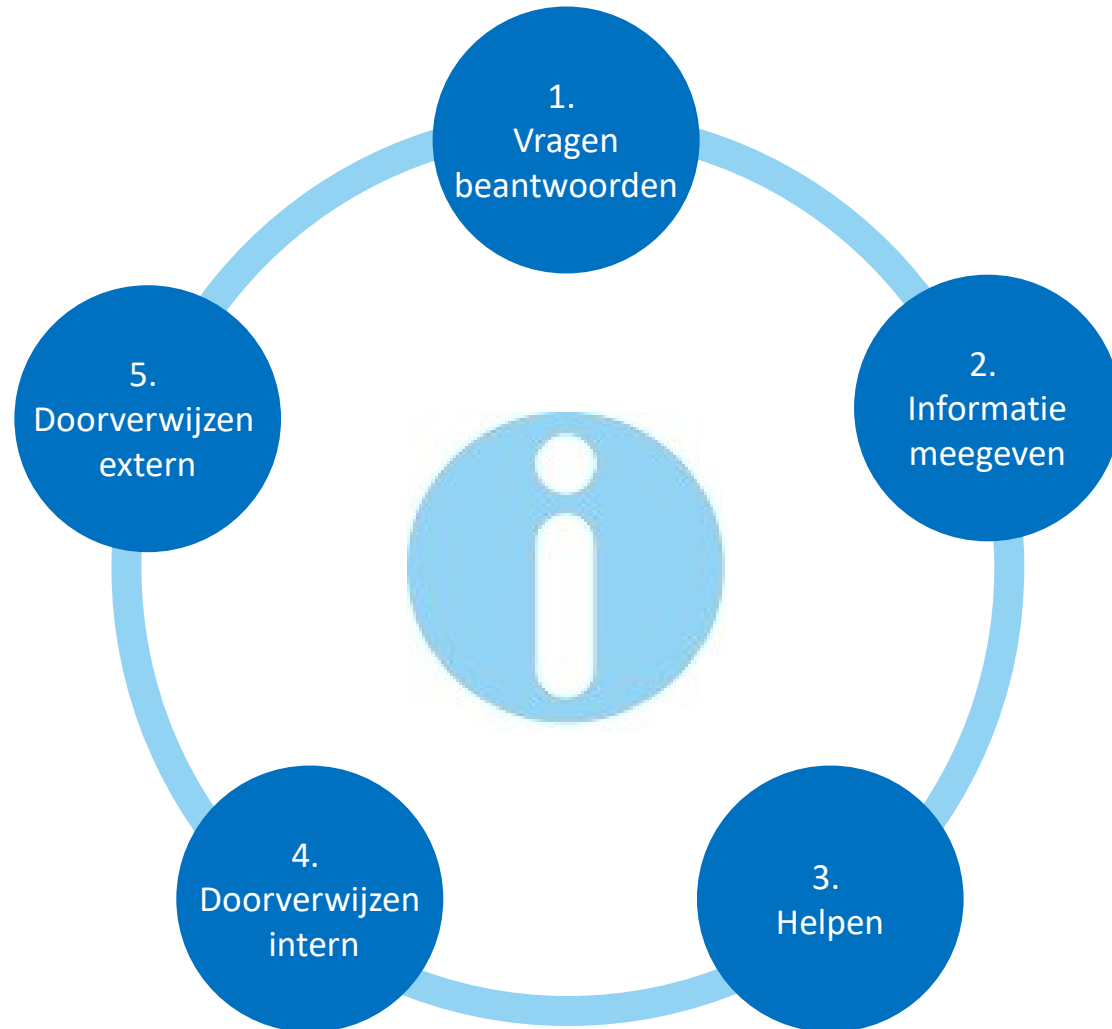 1.
Vragen
beantwoorden
2.
Informatie
meegeven
3.
Helpen
4.
Doorverwijzen
intern
5.
Doorverwijzen
extern